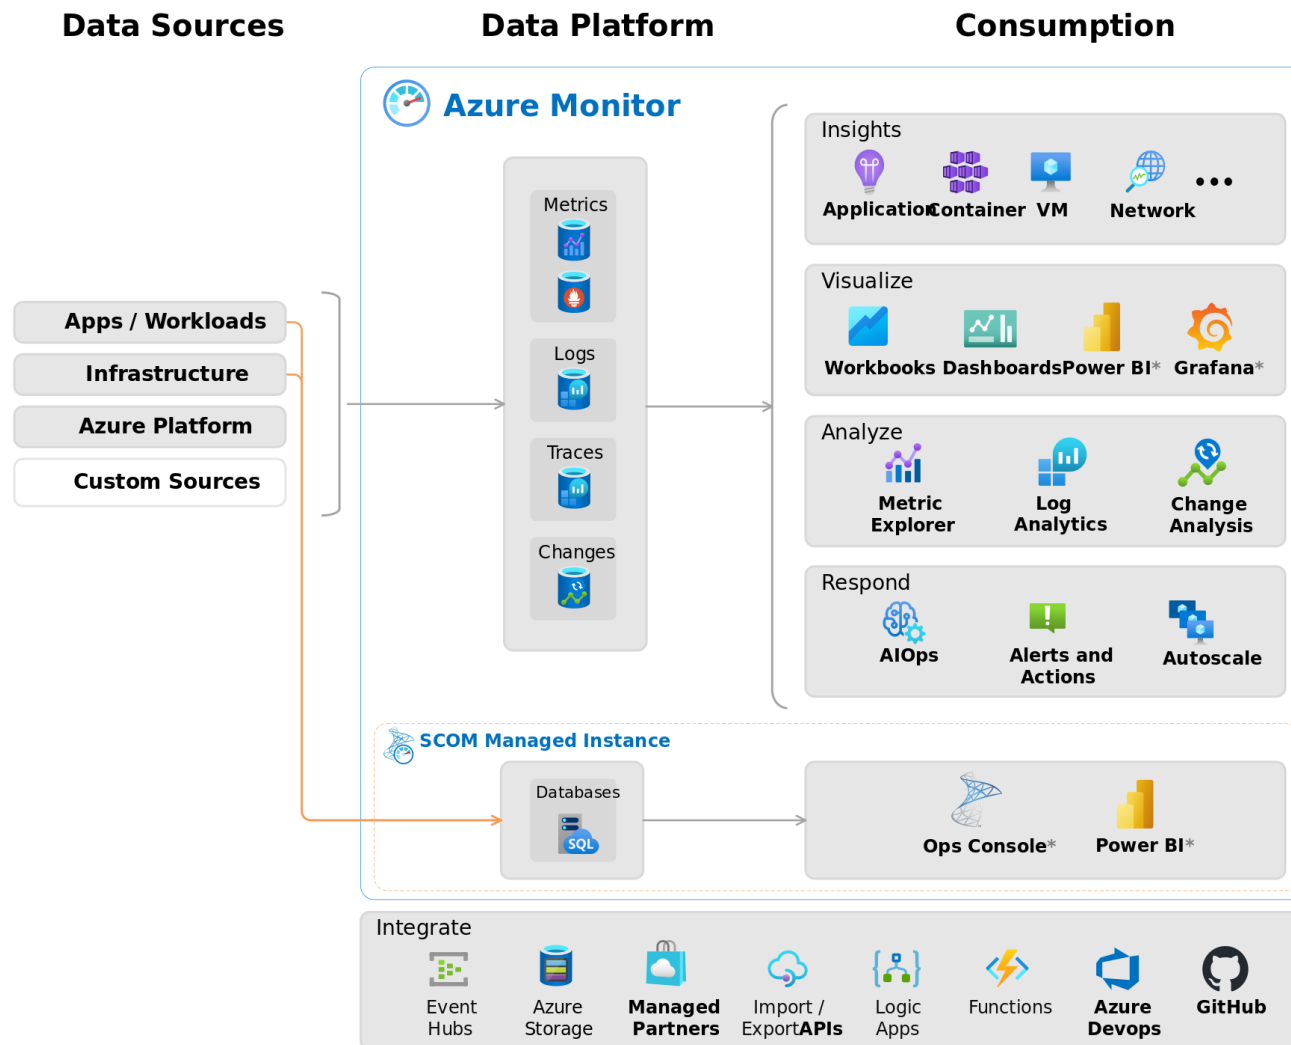 Data Sources
Data Platform
Consumption
Azure Monitor
Apps / Workloads
Infrastructure
Azure Platform
Custom Sources
Metrics
Logs
Traces
Changes
Insights
Application
Container
VM
Network
...
Visualize
Workbooks
Dashboards
Power BI*
Grafana*
Analyze
Metric
Explorer
Log
Analytics
Change
Analysis
Respond
AIOps
Alerts and
Actions
Autoscale
SCOM Managed Instance
Databases
SQL
Ops Console*
Power BI*
Integrate
Event
Hubs
Azure
Storage
Managed
Partners
Import /
ExportAPIs
Logic
Apps
Functions
Azure
Devops
GitHub